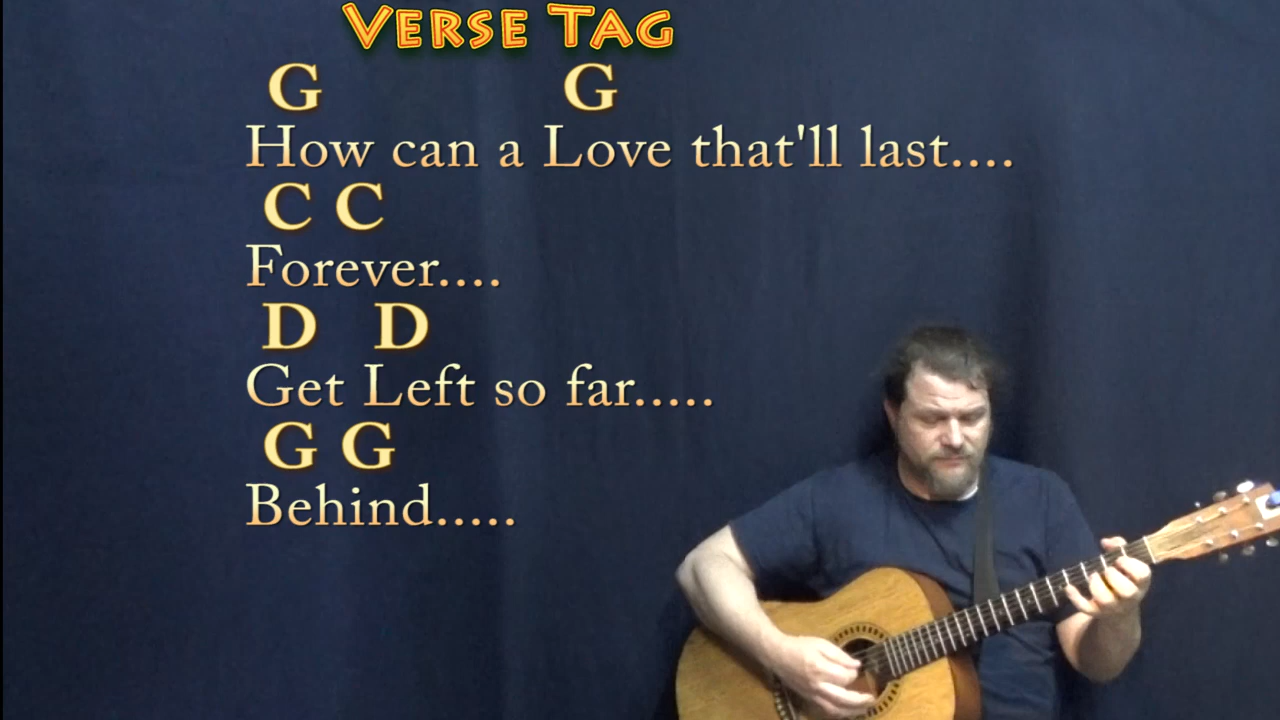 VERSE TAG
G G
How can a Love that'll last....
C C
Forever....
D D
Get Left so far.....
G G
Behind.....